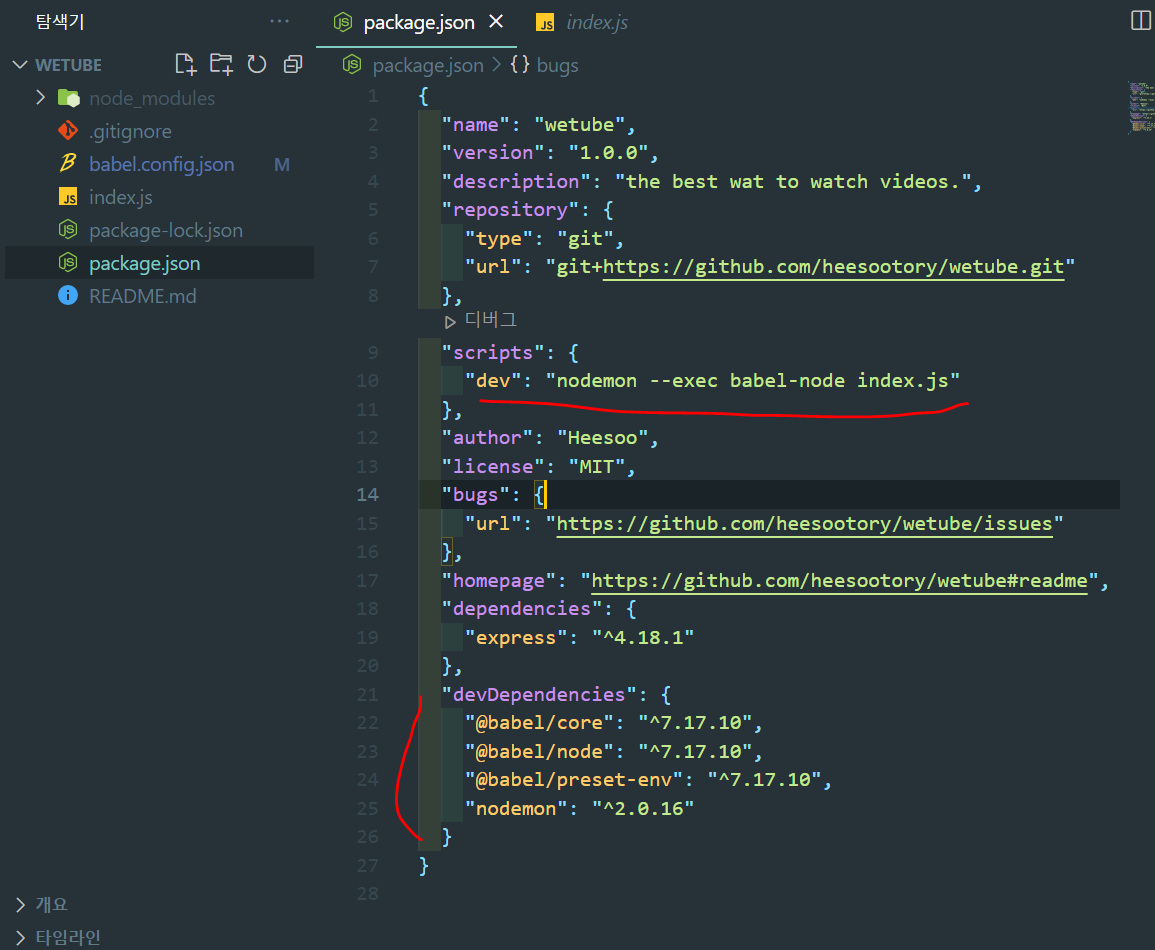 탐색기 ···
WETUBE
node_modules
.gitignore
babel.config.json M
index.js
package-lock.json
package.json
README.md
개요
타임라인
package.json
JS index.js
package.json > {} bugs
1 {
2 "name": "wetube",
3 "version": "1.0.0",
4 "description": "the best wat to watch videos.",
5 "repository": {
6 "type": "git",
7 "url": "git+https://github.com/heesootory/wetube.git"
8 },
디버그
9 "scripts": {
10 "dev": "nodemon --exec babel-node index.js"
11 },
12 "author": "Heesoo",
13 "license": "MIT",
14 "bugs": {
15 "url": "https://github.com/heesootory/wetube/issues"
16 },
17 "homepage": "https://github.com/heesootory/wetube#readme",
18 "dependencies": {
19 "express": "^4.18.1"
20 },
21 "devDependencies": {
22 "@babel/core": "^7.17.10",
23 "@babel/node": "^7.17.10",
24 "@babel/preset-env": "^7.17.10",
25 "nodemon": "^2.0.16"
26 }
27 }
28